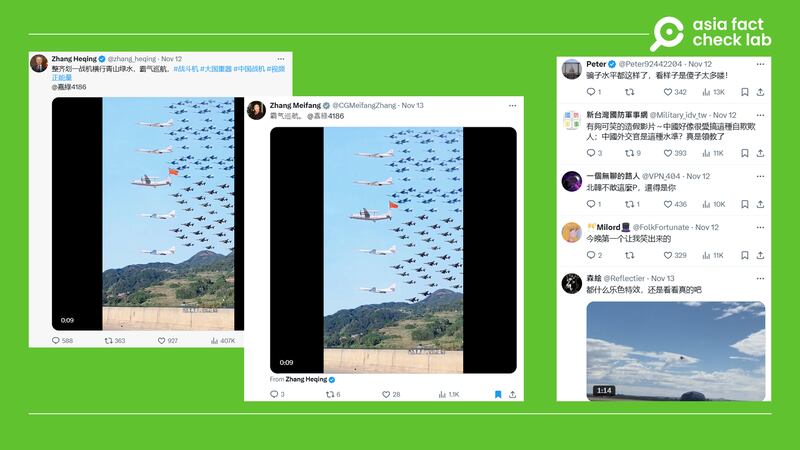 asia fact
check lab
Zhang Heqing @zhang_heqing · Nov 12
整齐划一战机横行青山绿水，霸气巡航。#战斗机 #大国重器 #中国战机 #视频
正能量
@嘉绿4186
0:09
588 363 927 407K
Zhang Meifang @CGMeifangZhang · Nov 13
霸气巡航。 @嘉綠4186
0:09
From Zhang Heqing
3 6 28 1.1K
Peter @Peter92442204 · Nov 12
骗子水平都这样了，看样子是傻子太多喽！
1 342 13K
新台灣國防軍事網 @Military_idv_tw · Nov 12
有夠可笑的造假影片～中國好像很愛搞這種自欺欺
人；中國外交官是這種水準？真是領教了
3 9 393 11K
一個無聊的路人 @VPN_404 · Nov 12
北韓不敢這麼P，還得是你
1 1 436 10K
Milord @FolkFortunate · Nov 12
今晚第一个让我笑出来的
2 329 11K
森絵 @Reflectier · Nov 13
都什么乐色特效，还是看看真的吧
1:14